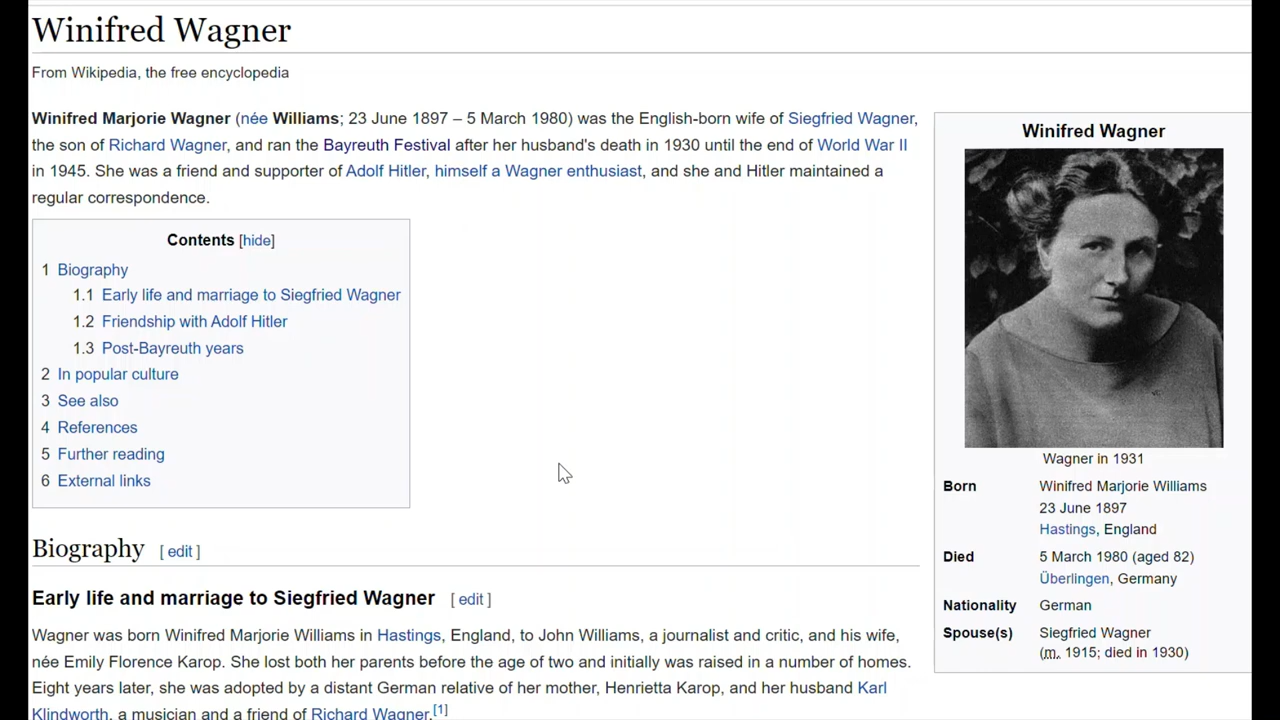 Winifred Wagner
From Wikipedia, the free encyclopedia
Winifred Marjorie Wagner (née Williams; 23 June 1897 – 5 March 1980) was the English-born wife of Siegfried Wagner,
the son of Richard Wagner, and ran the Bayreuth Festival after her husband's death in 1930 until the end of World War II
in 1945. She was a friend and supporter of Adolf Hitler, himself a Wagner enthusiast, and she and Hitler maintained a
regular correspondence.
Contents [hide]
1 Biography
1.1 Early life and marriage to Siegfried Wagner
1.2 Friendship with Adolf Hitler
1.3 Post-Bayreuth years
2 In popular culture
3 See also
4 References
5 Further reading
6 External links
Biography [ edit ]
Early life and marriage to Siegfried Wagner [ edit ]
Wagner was born Winifred Marjorie Williams in Hastings, England, to John Williams, a journalist and critic, and his wife,
née Emily Florence Karop. She lost both her parents before the age of two and initially was raised in a number of homes.
Eight years later, she was adopted by a distant German relative of her mother, Henrietta Karop, and her husband Karl
Klindworth, a musician and a friend of Richard Wagner.[1]
Winifred Wagner
Wagner in 1931
Born Winifred Marjorie Williams
23 June 1897
Hastings, England
Died 5 March 1980 (aged 82)
Überlingen, Germany
Nationality German
Spouse(s) Siegfried Wagner
(m. 1915; died in 1930)